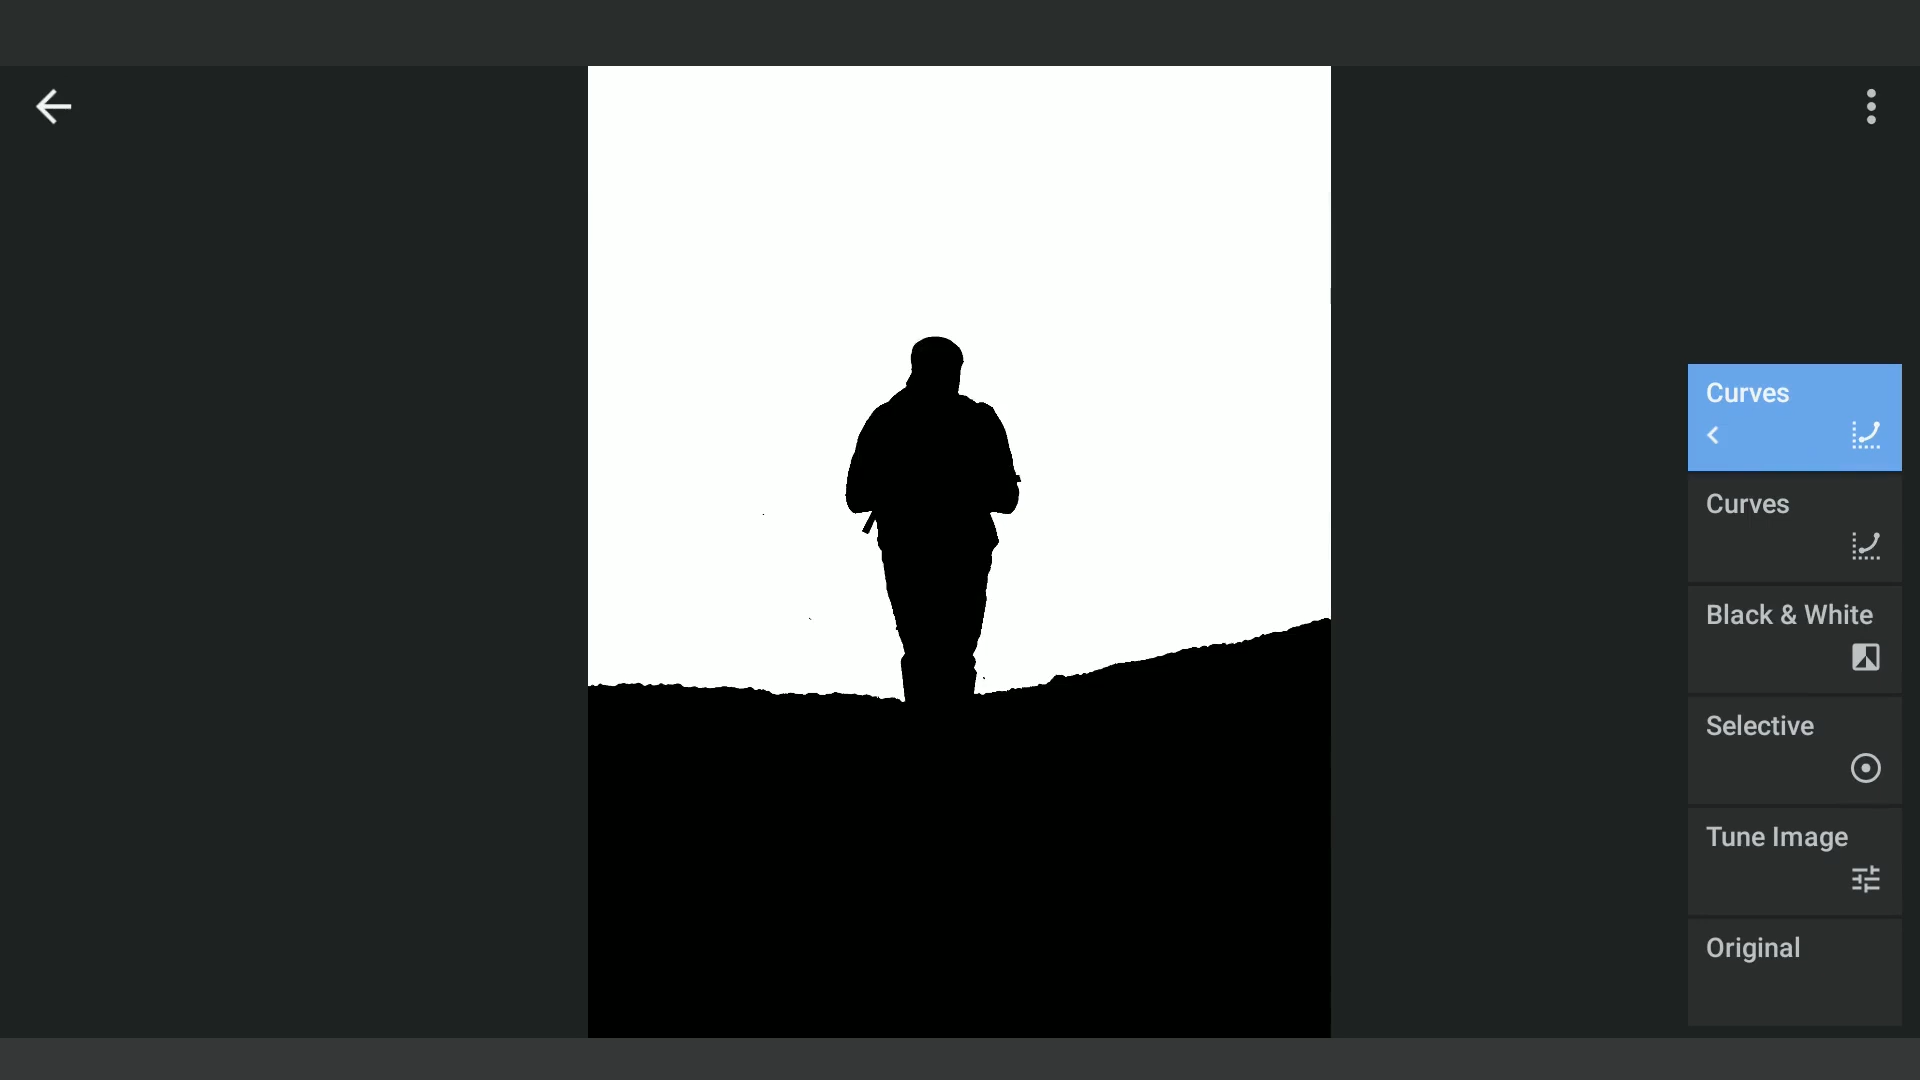 Curves
Curves
Black & White
Selective
Tune Image
Original